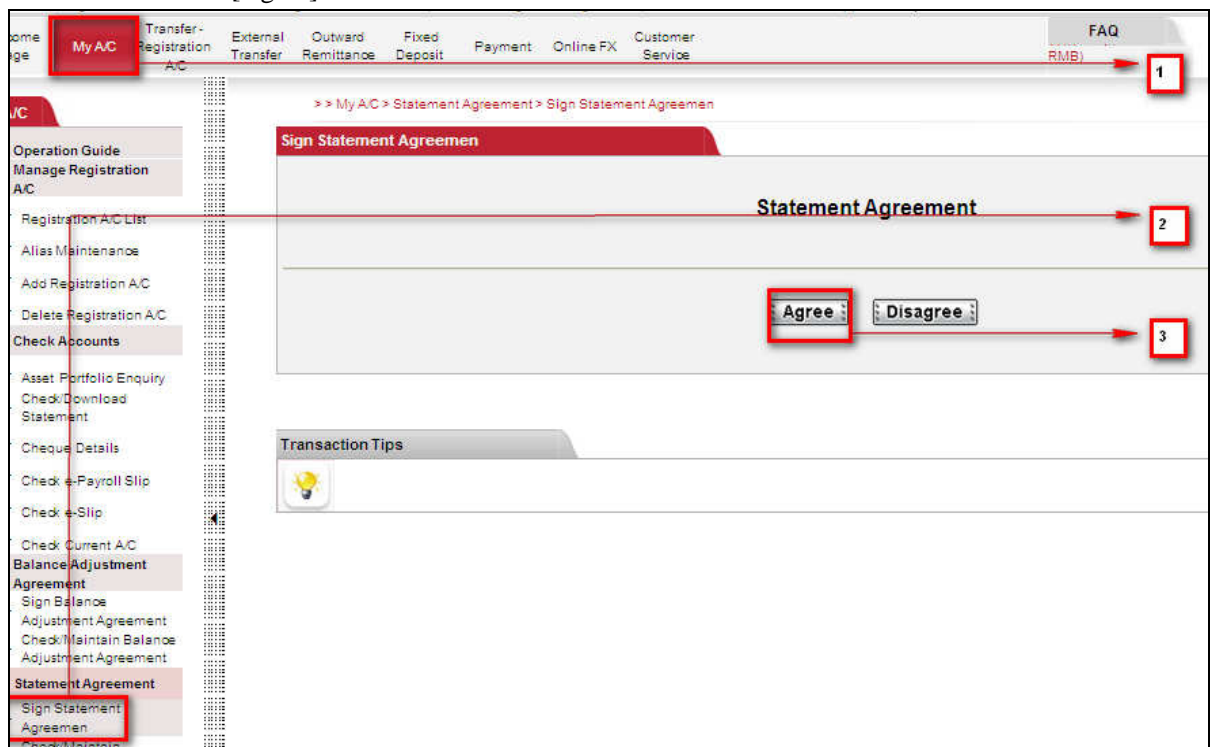 ome
age
My A/C
Transfer-
Registration
A/C
External
Transfer
Outward
Remittance
Fixed
Deposit
Payment
Online FX
Customer
Service
FAQ
RMB)
1
/C
> > My A/C > Statement Agreement > Sign Statement Agreemen
Operation Guide
Manage Registration
A/C
Registration A/C List
Alias Maintenance
Add Registration A/C
Delete Registration A/C
Check Accounts
Asset Portfolio Enquiry
Check/Download
Statement
Cheque Details
Check e-Payroll Slip
Check e-Slip
Check Current A/C
Balance Adjustment
Agreement
Sign Balance
Adjustment Agreement
Check/Maintain Balance
Adjustment Agreement
Statement Agreement
Sign Statement
Agreemen
Check/Maintain
Sign Statement Agreemen
Statement Agreement
2
Agree
Disagree
3
Transaction Tips